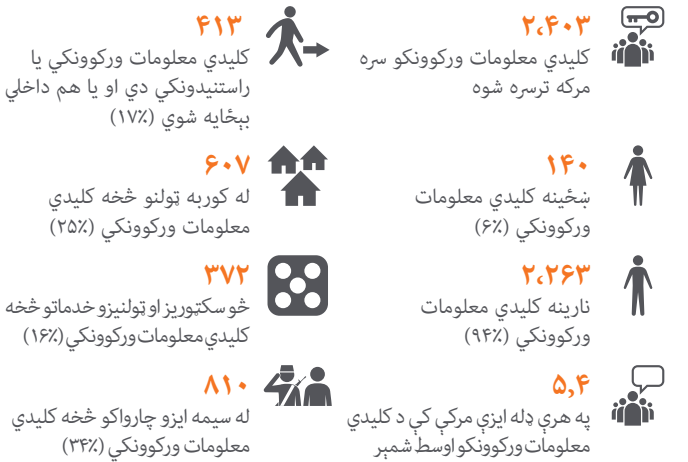 ۲،۴۰۳
کليدي معلومات ورکوونکو سره
مرکه ترسره شوه
۴۱۳
کليدي معلومات ورکوونکي يا
راستنيدونکي دي او يا هم داخلي
بېځايه شوي (۱۷٪)
۱۴۰
ښځينه کليدي معلومات
ورکوونکي (۶٪)
۶۰۷
له کوربه ټولنو څخه کليدي
معلومات ورکوونکي (۲۵٪)
۲،۲۶۳
نارينه کليدي معلومات
ورکوونکي (۹۴٪)
۳۷۲
څو سکتوريزو او ټولنيزو خدماتو څخه
کليدي معلومات ورکوونکي (۱۶٪)
۵,۴
په هرې ډله ايزې مرکې کې د کليدي
معلومات ورکوونکو اوسط شمېر
۸۱۰
له سيمه ايزو چارواکو څخه کليدي
معلومات ورکوونکي (۳۴٪)